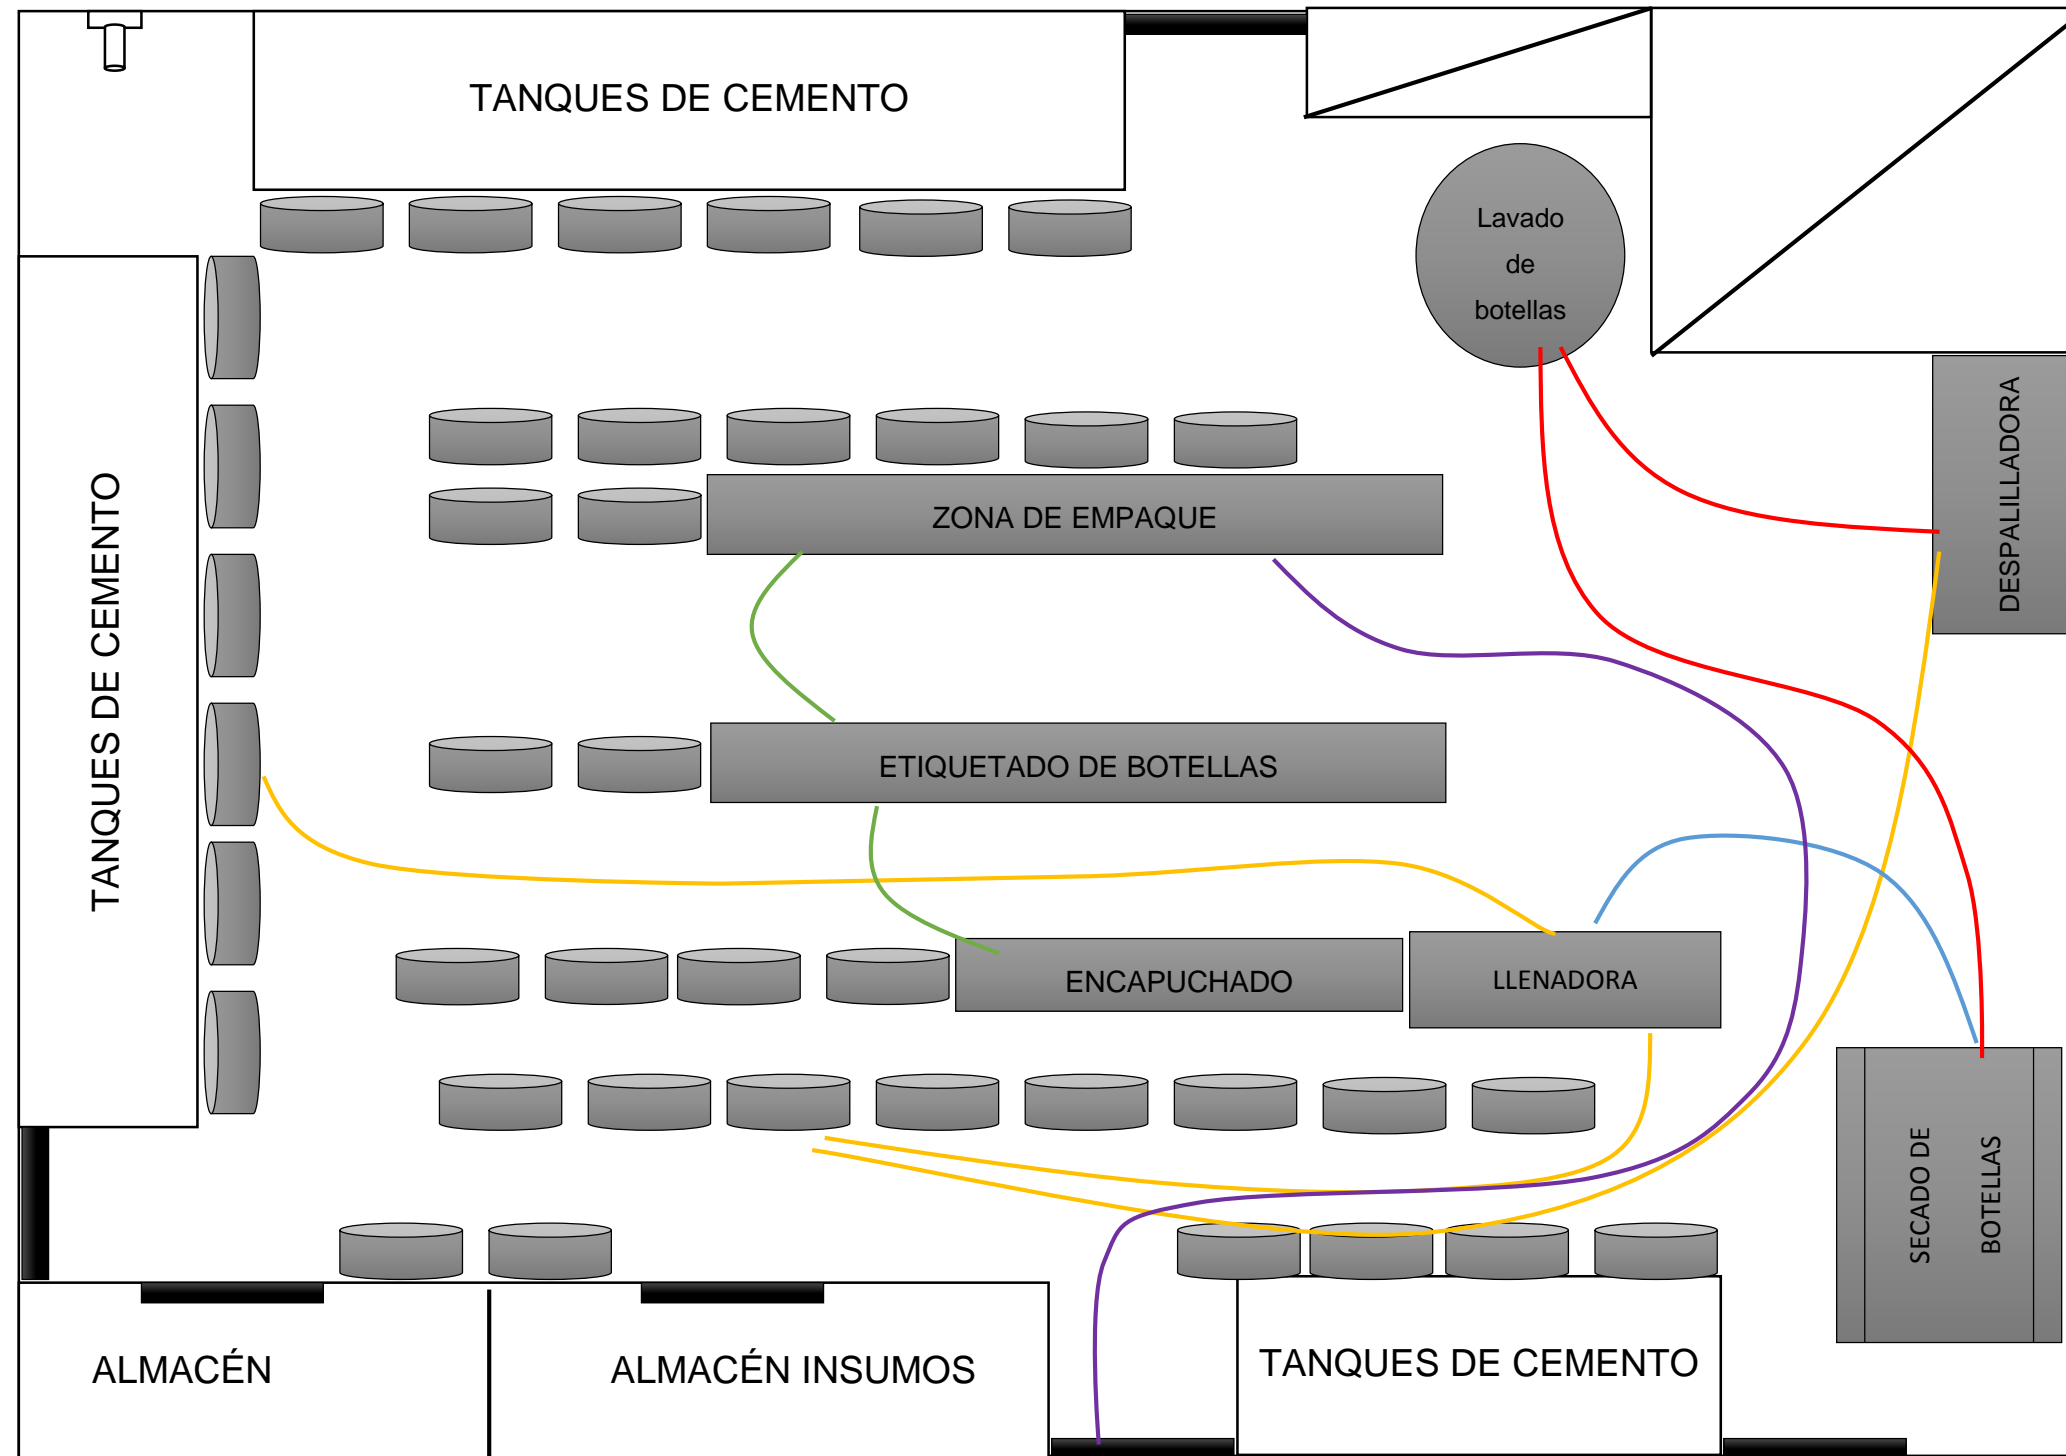 TANQUES DE CEMENTO
Lavado
de
botellas
DESPALILLADORA
ZONA DE EMPAQUE
TANQUES DE CEMENTO
ETIQUETADO DE BOTELLAS
ENCAPUCHADO
LLENADORA
SECADO DE
BOTELLAS
ALMACÉN
ALMACÉN INSUMOS
TANQUES DE CEMENTO